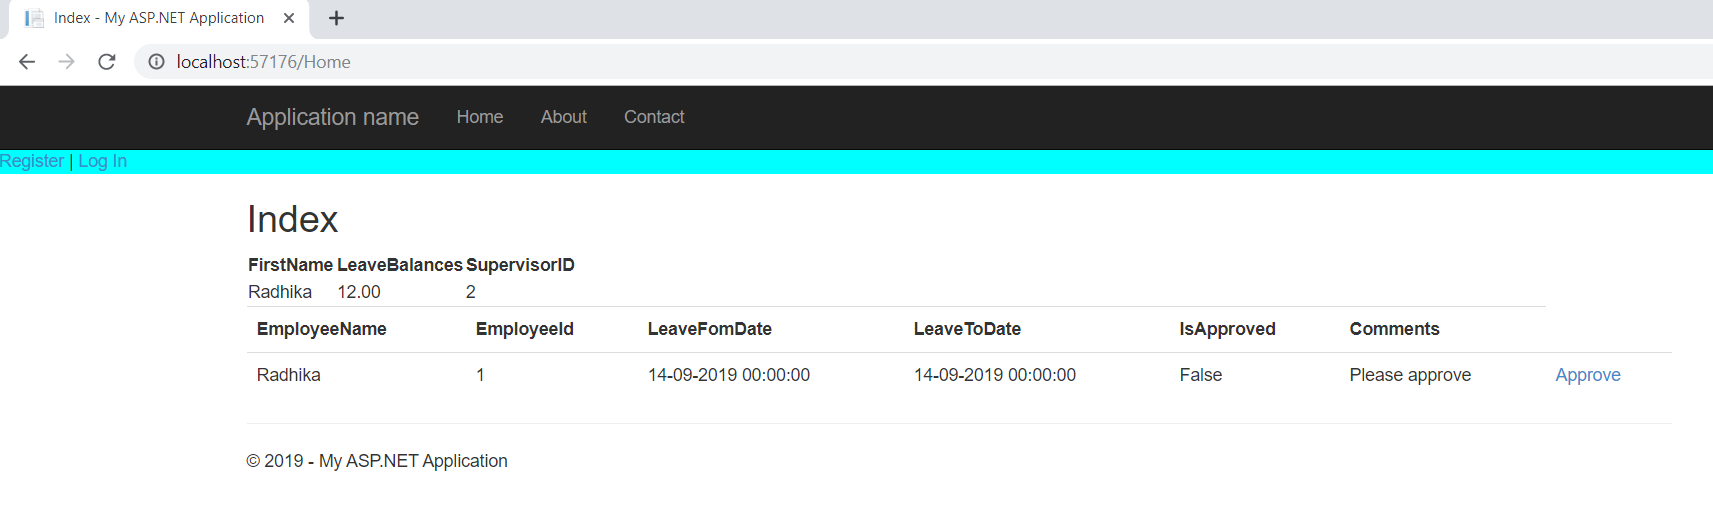 Index - My ASP.NET Application
localhost:57176/Home
Application name Home About Contact
Register | Log In
Index
FirstName LeaveBalances SupervisorID
Radhika 12.00 2
EmployeeName EmployeeId LeaveFomDate LeaveToDate IsApproved Comments
Radhika 1 14-09-2019 00:00:00 14-09-2019 00:00:00 False Please approve Approve
© 2019 - My ASP.NET Application